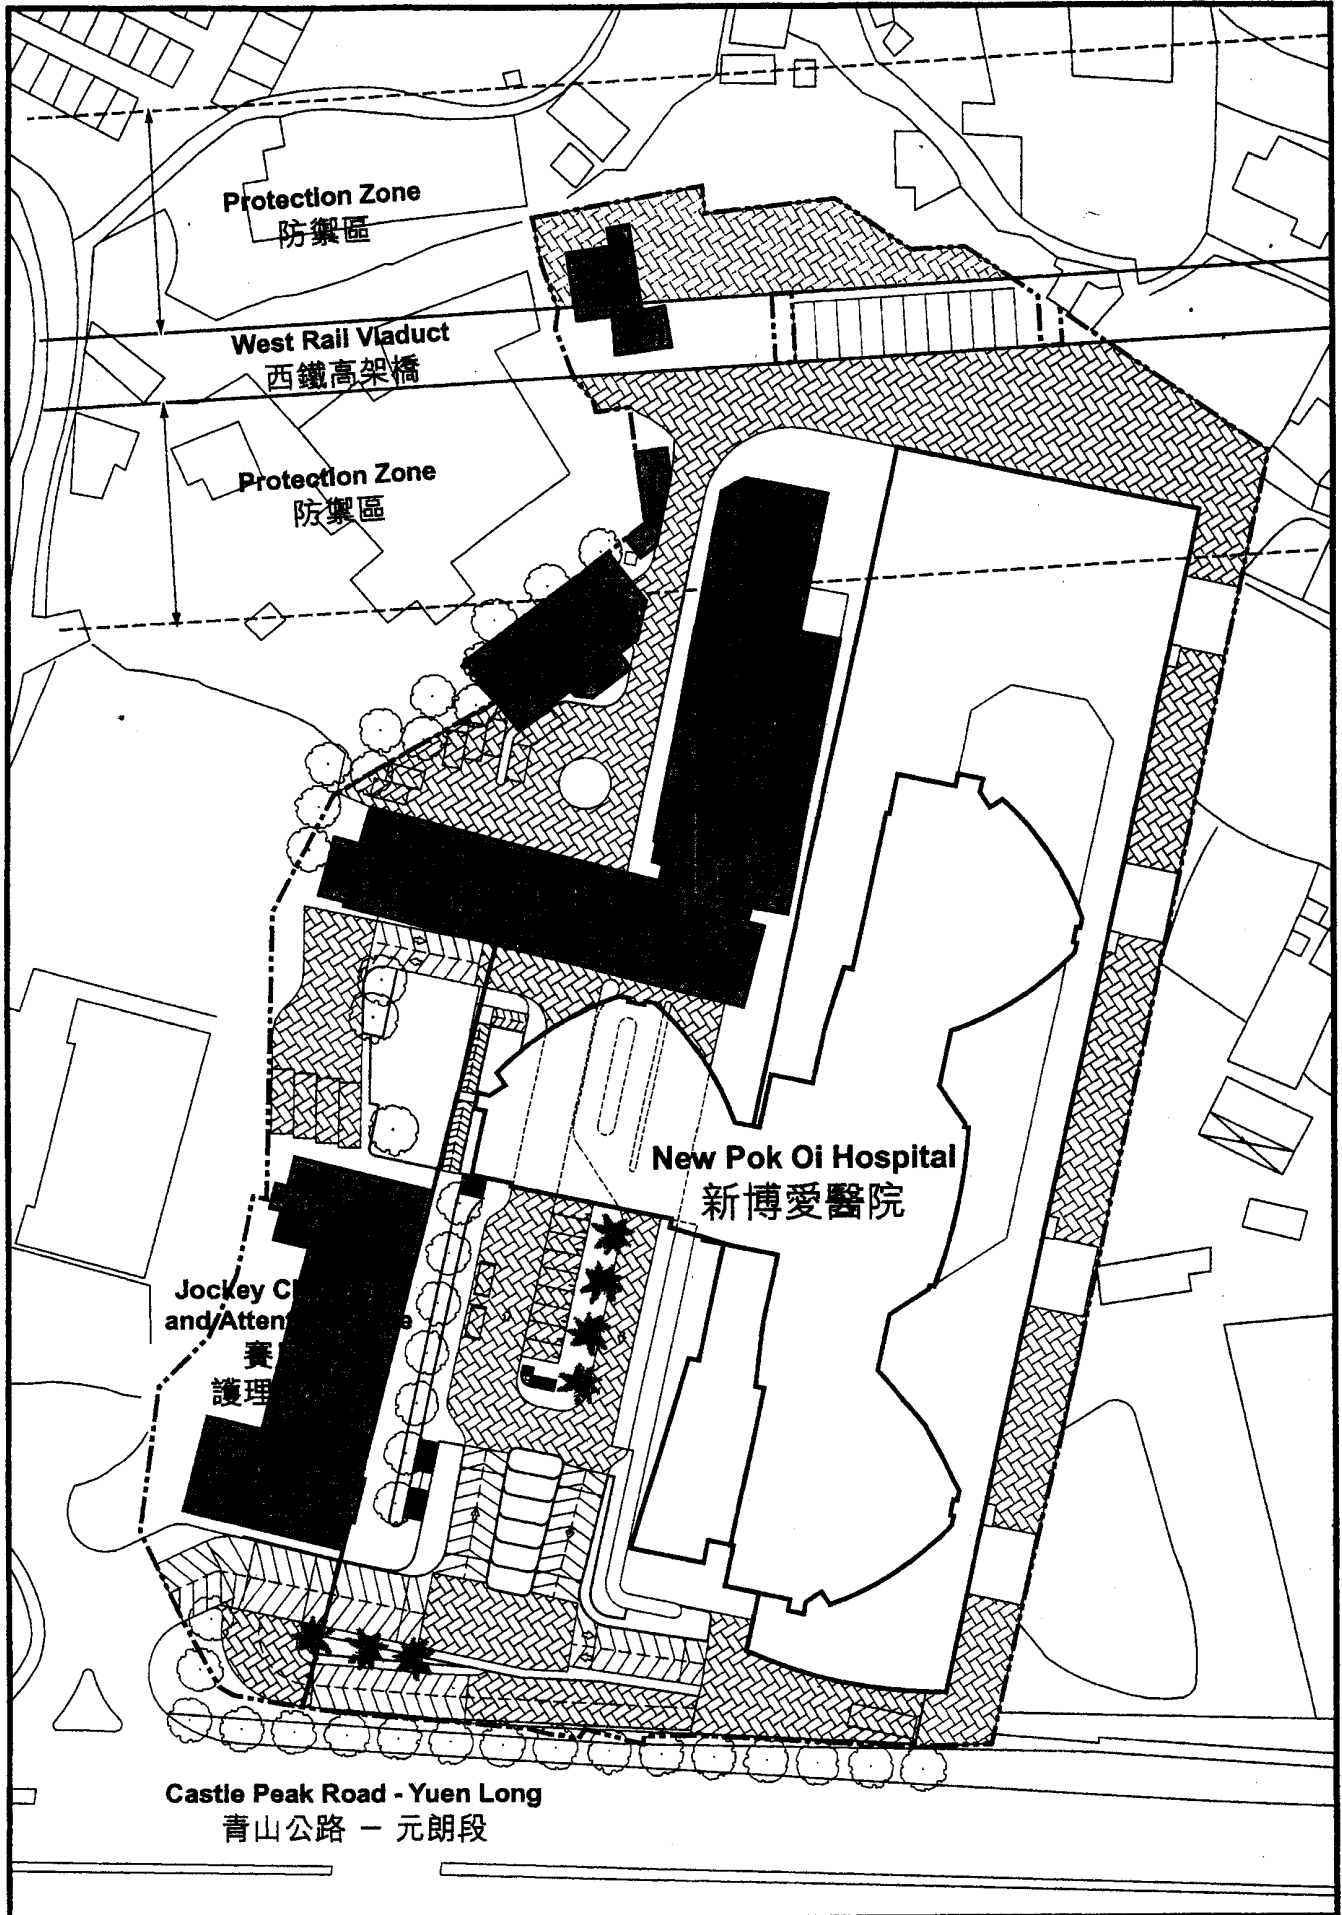 Protection Zone
防禦區
West Rail Viaduct
西鐵高架橋
Protection Zone
防禦區
New Pok Oi Hospital
新博愛醫院
Jockey
and
護理
Castle Peak Road - Yuen Long
青山公路 － 元朗段